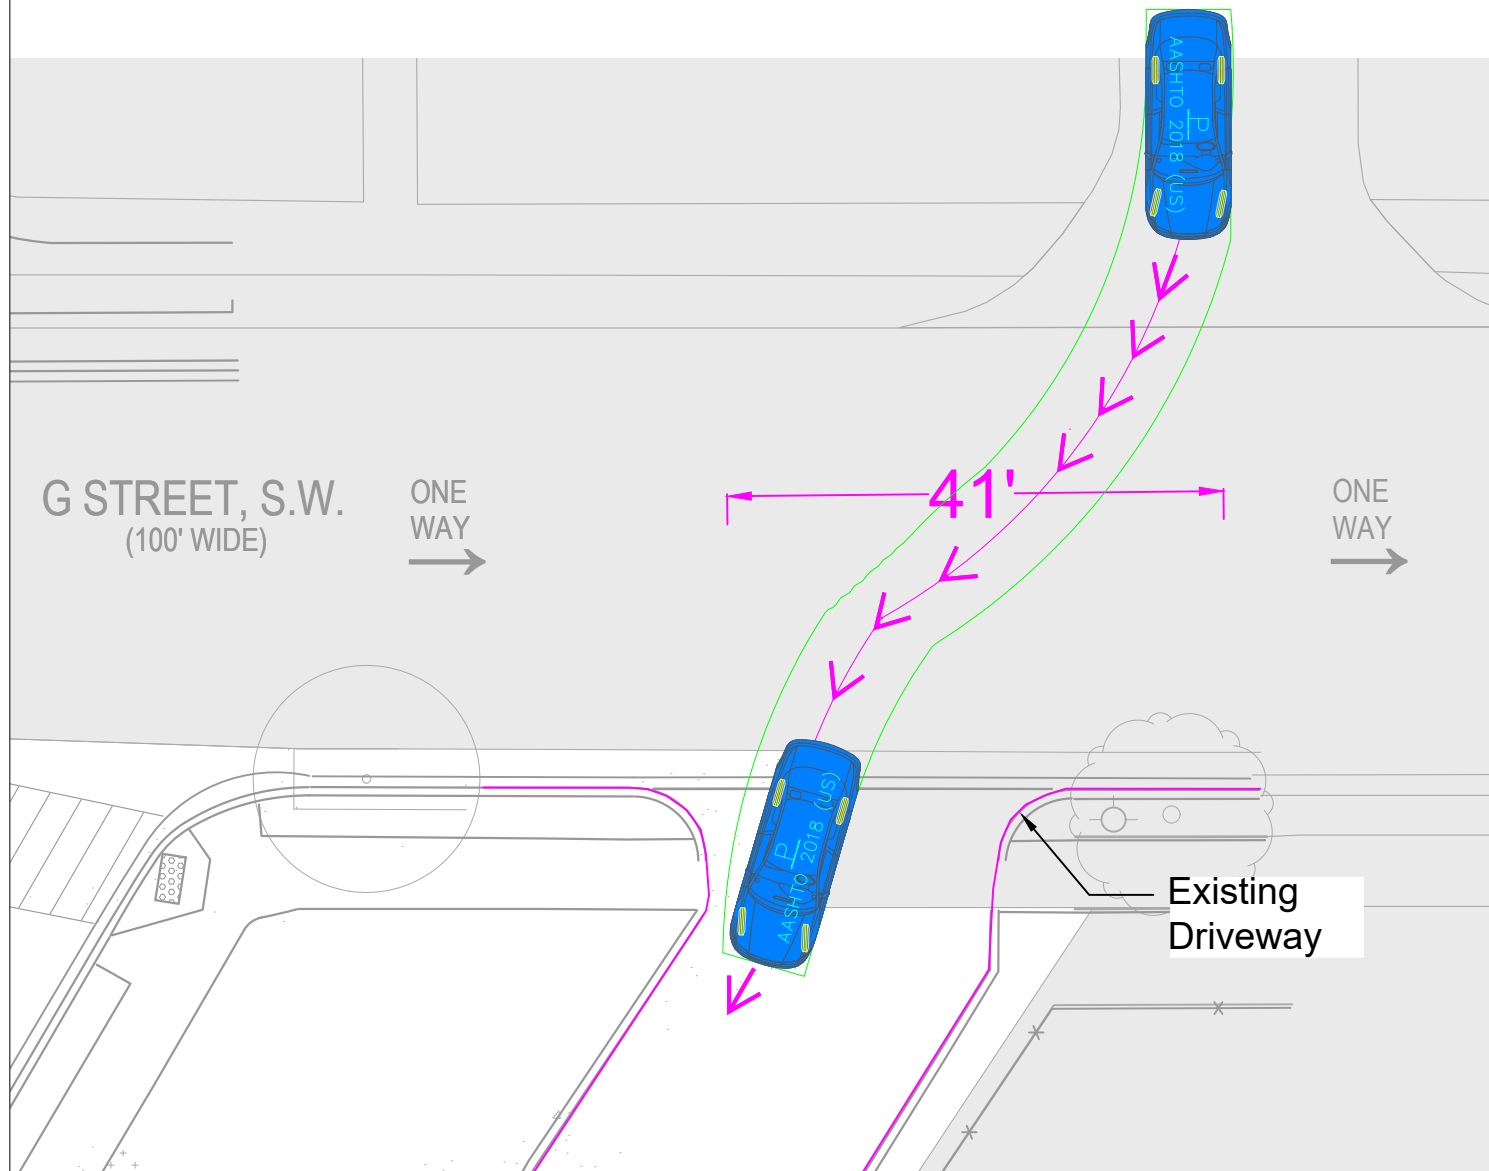 P
AASHTO 2018 (US)
41'
G STREET, S.W.
(100' WIDE)
ONE
WAY
ONE
WAY
P
AASHTO 2018 (US)
Existing
Driveway